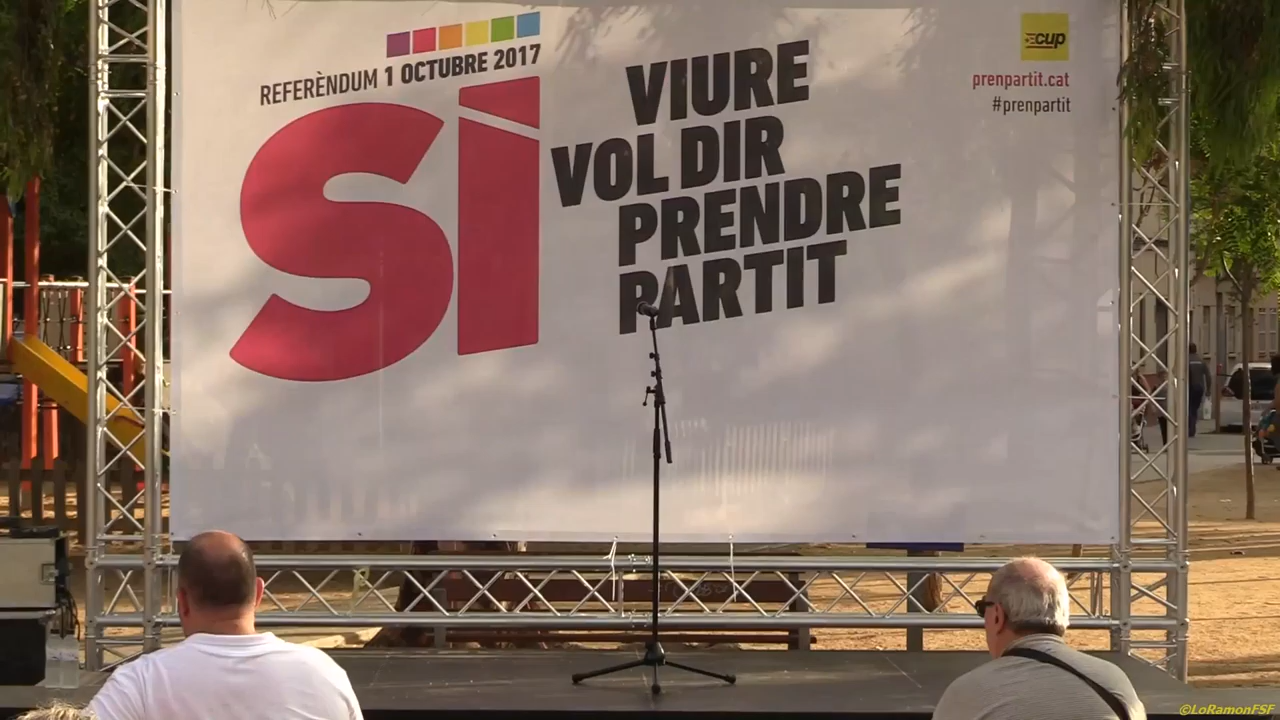 REFERÈNDUM 1 OCTUBRE 2017
SÍ
VIURE
VOL DIR
PRENDRE
PARTIT
cup
prenpartit.cat
#prenpartit
©LoRamonFSF